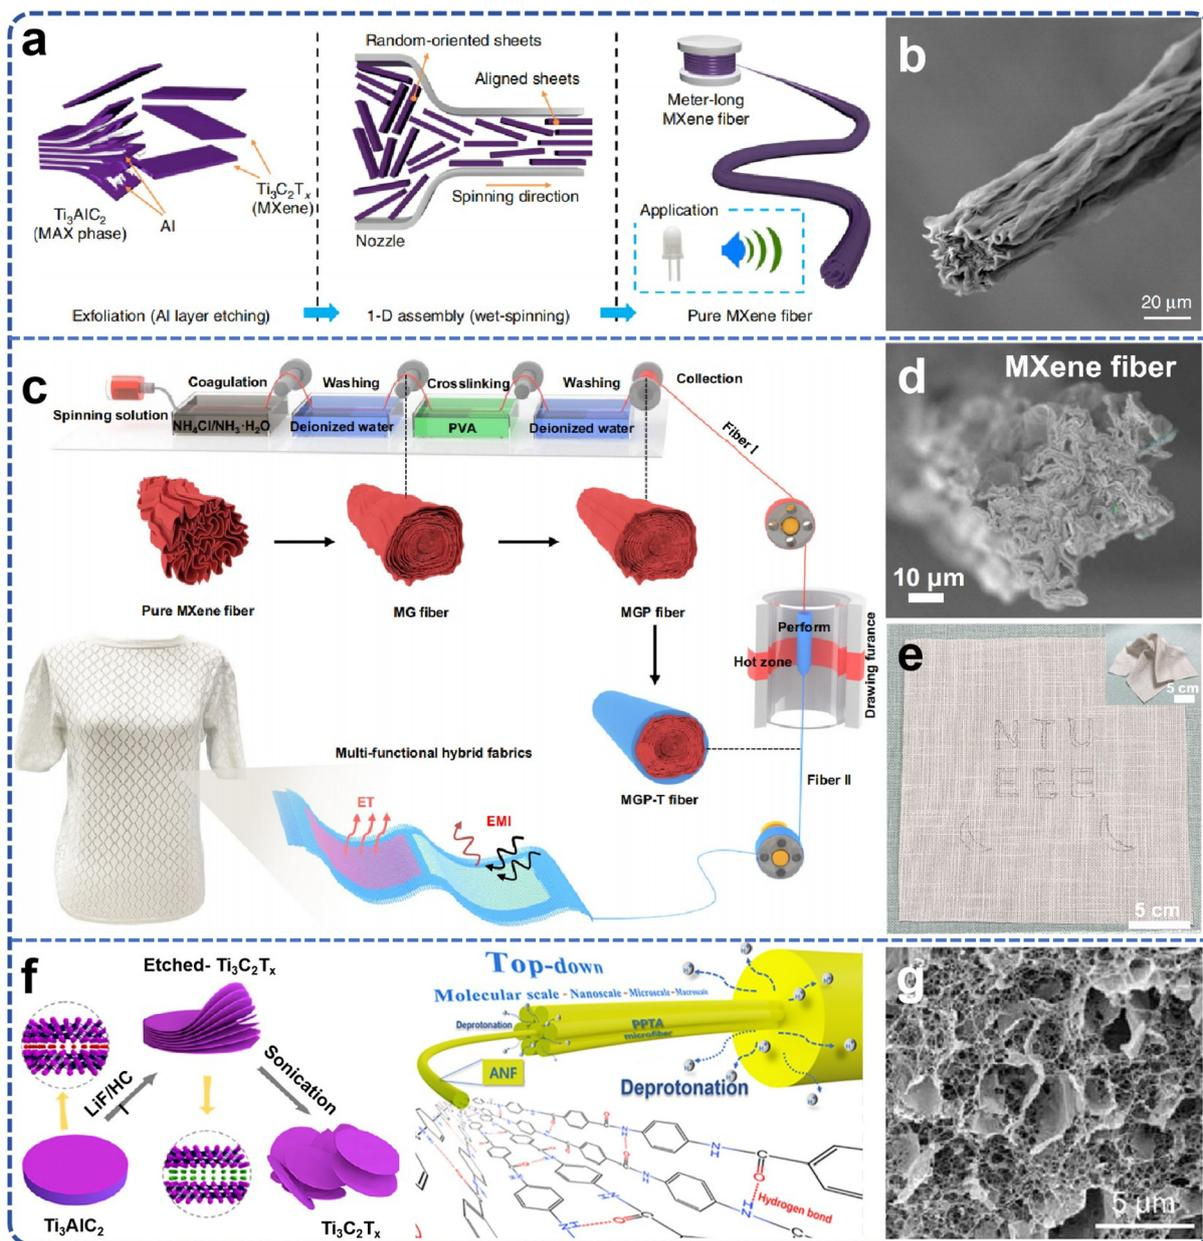 a
Random-oriented sheets
Aligned sheets
Meter-long
MXene fiber
Ti₃C₂Tₓ
(MXene)
Ti₃AlC₂
(MAX phase)
Al
Spinning direction
Nozzle
Application
Exfoliation (Al layer etching)
1-D assembly (wet-spinning)
Pure MXene fiber
b
20 µm
c
Coagulation
Washing
Crosslinking
Washing
Collection
Spinning solution
NH₄Cl/NH₃·H₂O
Deionized water
PVA
Deionized water
Fiber I
Pure MXene fiber
MG fiber
MGP fiber
Perform
Hot zone
Drawing furance
Multi-functional hybrid fabrics
ET
EMI
MGP-T fiber
Fiber II
d
MXene fiber
10 µm
e
5 cm
N T U
E E E
5 cm
f
Etched- Ti₃C₂Tₓ
LiF/HC
l
Sonication
Ti₃AlC₂
Ti₃C₂Tₓ
Top-down
Molecular scale - Nanoscale - Microscale - Macroscale
Deprotonation
PPTA
microfiber
ANF
Deprotonation
Hydrogen bond
g
5 µm